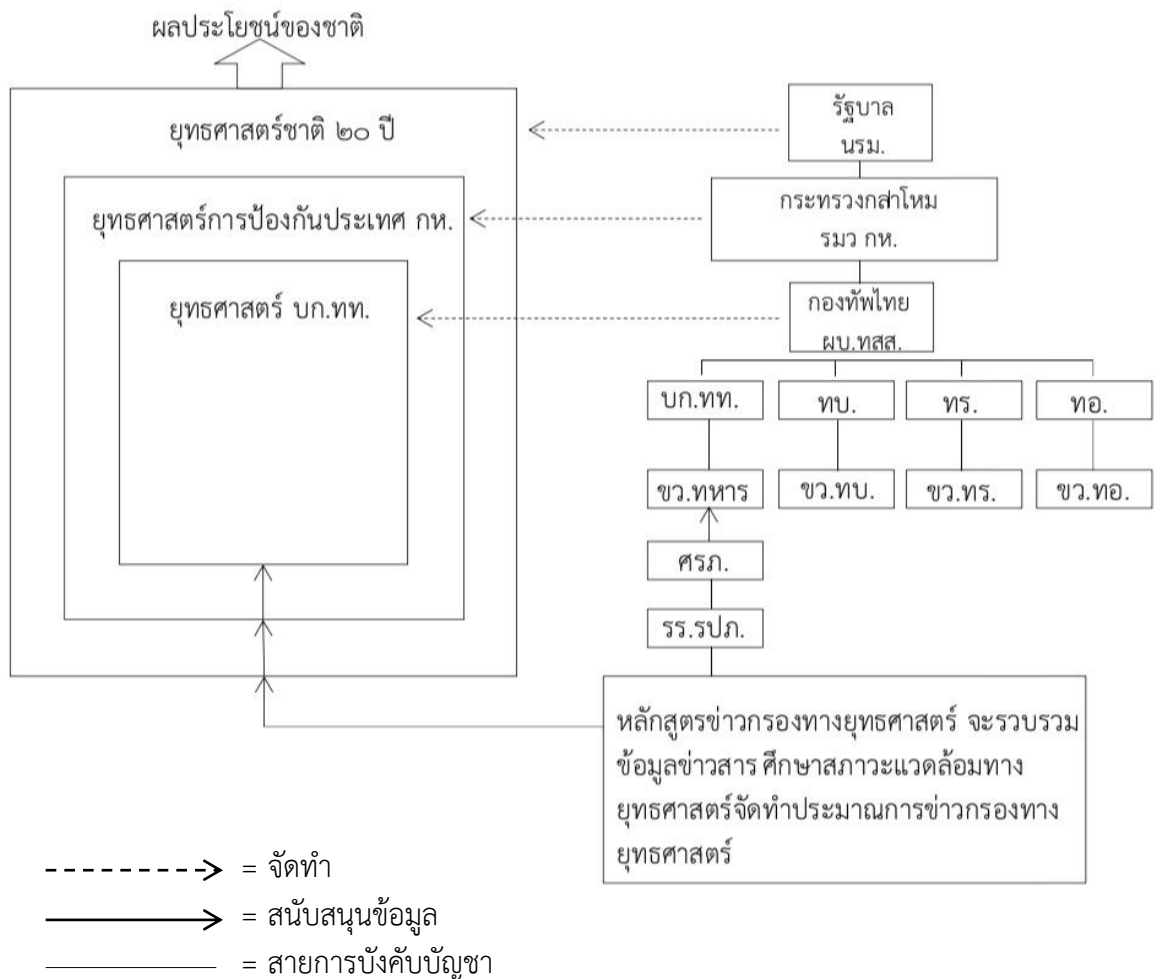 ผลประโยชน์ของชาติ
ยุทธศาสตร์ชาติ ๒๐ ปี
ยุทธศาสตร์การป้องกันประเทศ กห.
ยุทธศาสตร์ บก.ทท.
รัฐบาล
นรม.
กระทรวงกลาโหม
รมว กห.
กองทัพไทย
ผบ.ทสส.
บก.ทท.
ทบ.
ทร.
ทอ.
ขว.ทหาร
ขว.ทบ.
ขว.ทร.
ขว.ทอ.
ศรภ.
รร.รปภ.
หลักสูตรข่าวกรองทางยุทธศาสตร์ จะรวบรวม
ข้อมูลข่าวสาร ศึกษาสภาวะแวดล้อมทาง
ยุทธศาสตร์จัดทำประมาณการข่าวกรองทาง
ยุทธศาสตร์
= จัดทำ
= สนับสนุนข้อมูล
= สายการบังคับบัญชา